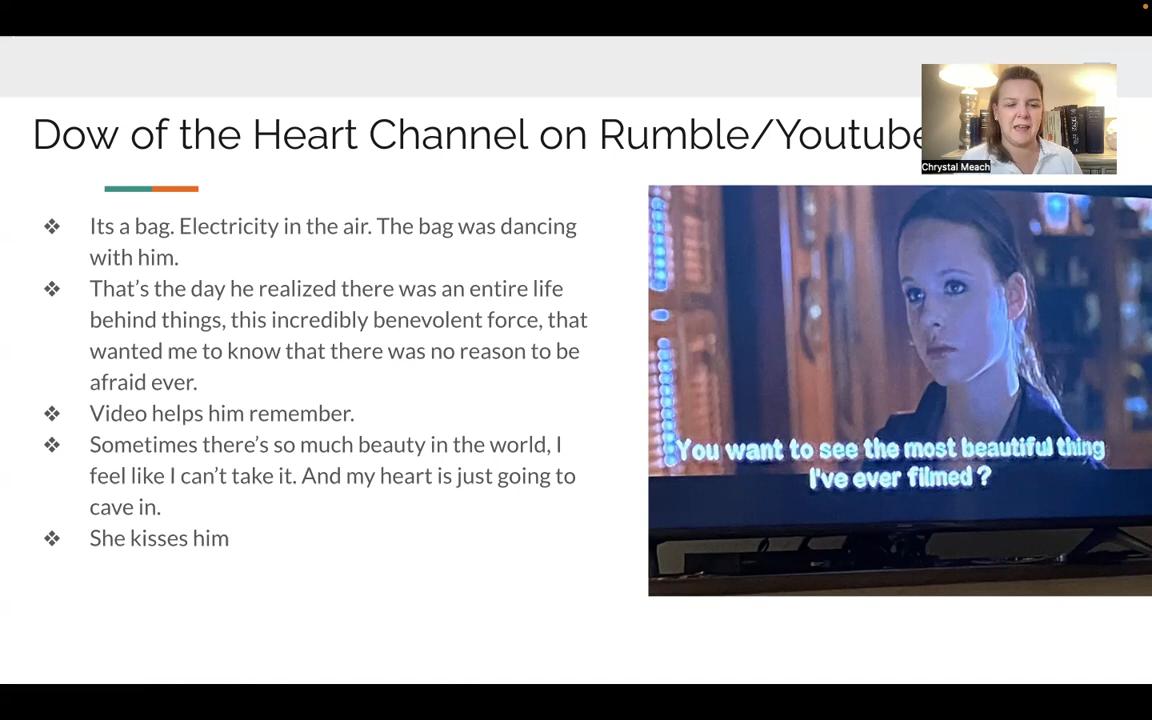 Dow of the Heart Channel on Rumble/Youtube
Chrystal Meach
❖ Its a bag. Electricity in the air. The bag was dancing
with him.
❖ That’s the day he realized there was an entire life
behind things, this incredibly benevolent force, that
wanted me to know that there was no reason to be
afraid ever.
❖ Video helps him remember.
❖ Sometimes there’s so much beauty in the world, I
feel like I can’t take it. And my heart is just going to
cave in.
❖ She kisses him
You want to see the most beautiful thing
I've ever filmed ?